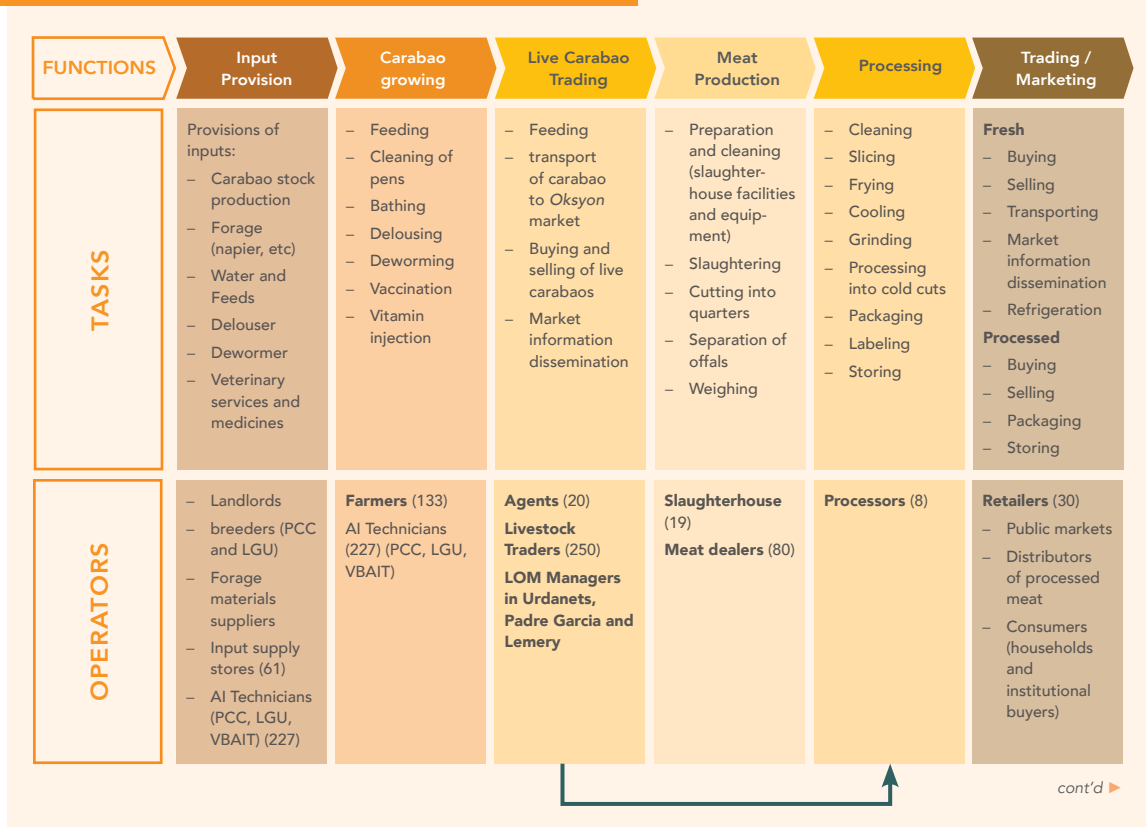 FUNCTIONS
Input
Provision
Carabao
growing
Live Carabao
Trading
Meat
Production
Processing
Trading /
Marketing
TASKS
Provisions of
inputs:
– Carabao stock
production
– Forage
(napier, etc)
– Water and
Feeds
– Delouser
– Dewormer
– Veterinary
services and
medicines
– Feeding
– Cleaning of
pens
– Bathing
– Delousing
– Deworming
– Vaccination
– Vitamin
injection
– Feeding
– transport
of carabao
to Oksyon
market
– Buying and
selling of live
carabaos
– Market
information
dissemination
– Preparation
and cleaning
(slaughter-
house facilities
and equip-
ment)
– Slaughtering
– Cutting into
quarters
– Separation of
offals
– Weighing
– Cleaning
– Slicing
– Frying
– Cooling
– Grinding
– Processing
into cold cuts
– Packaging
– Labeling
– Storing
Fresh
– Buying
– Selling
– Transporting
– Market
information
dissemination
– Refrigeration
Processed
– Buying
– Selling
– Packaging
– Storing
OPERATORS
– Landlords
– breeders (PCC
and LGU)
– Forage
materials
suppliers
– Input supply
stores (61)
– AI Technicians
(PCC, LGU,
VBAIT) (227)
Farmers (133)
AI Technicians
(227) (PCC, LGU,
VBAIT)
Agents (20)
Livestock
Traders (250)
LOM Managers
in Urdanets,
Padre Garcia and
Lemery
Slaughterhouse
(19)
Meat dealers (80)
Processors (8)
Retailers (30)
– Public markets
– Distributors
of processed
meat
– Consumers
(households
and
institutional
buyers)
cont'd ►